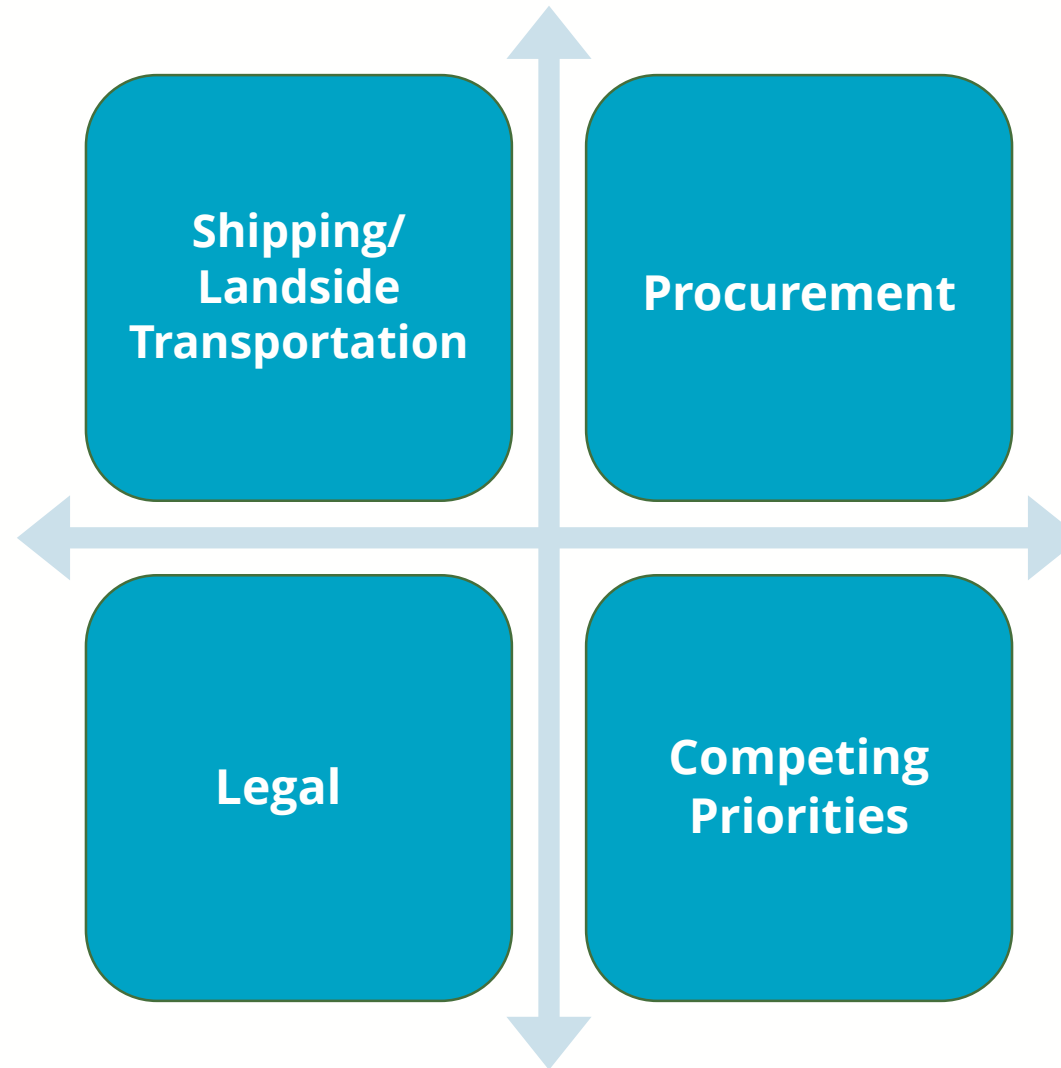 Shipping/
Landside
Transportation
Procurement
Legal
Competing
Priorities